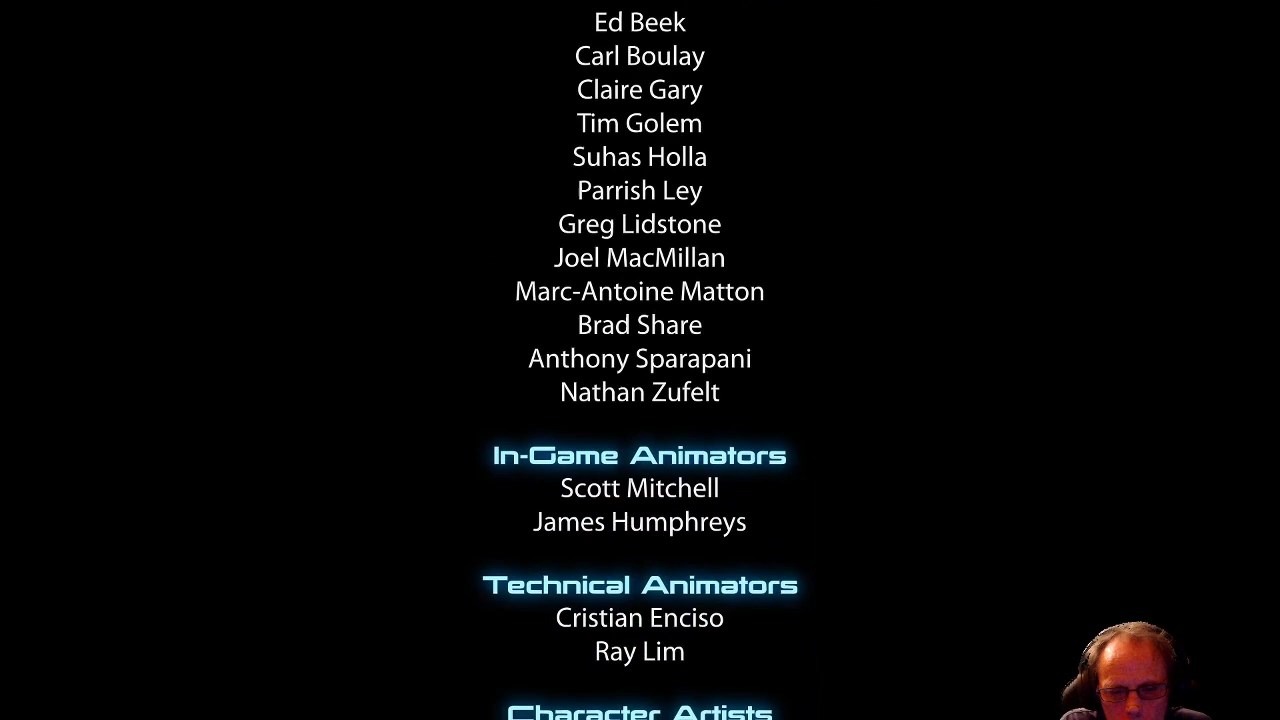 Ed Beek
Carl Boulay
Claire Gary
Tim Golem
Suhas Holla
Parrish Ley
Greg Lidstone
Joel MacMillan
Marc-Antoine Matton
Brad Share
Anthony Sparapani
Nathan Zufelt
In-Game Animators
Scott Mitchell
James Humphreys
Technical Animators
Cristian Enciso
Ray Lim
Character Artists